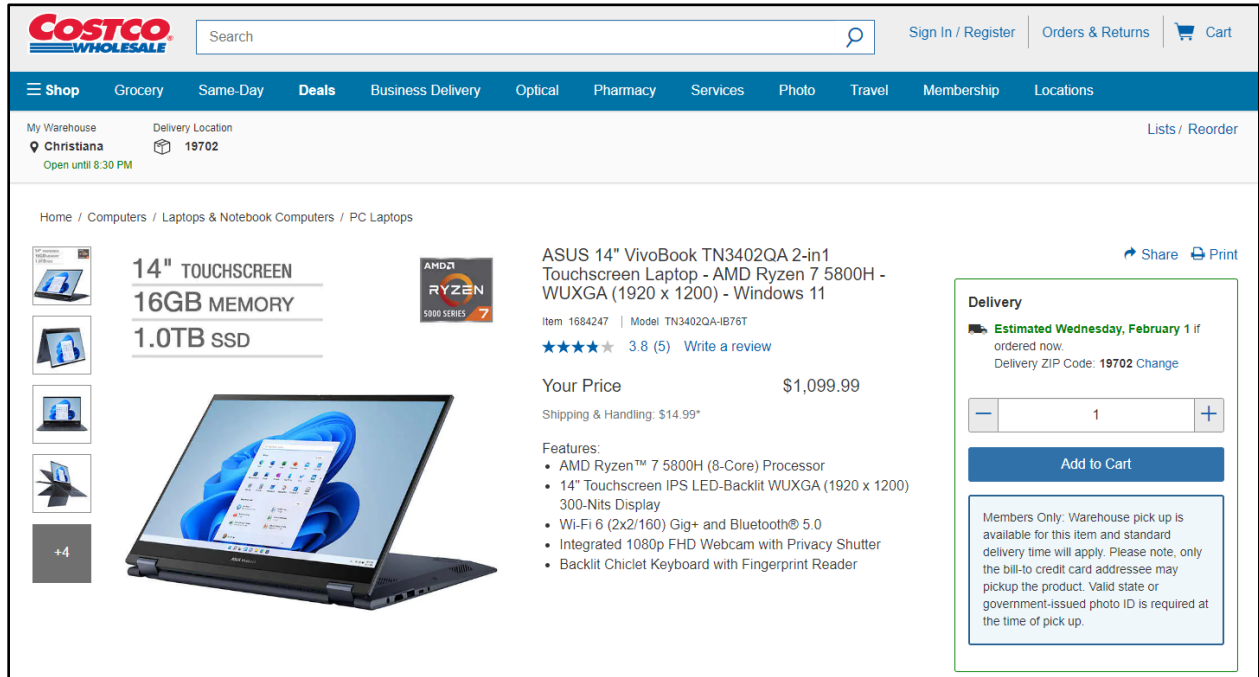 COSTCO
WHOLESALE
Search
Sign In / Register
Orders & Returns
Cart
Shop
Grocery
Same-Day
Deals
Business Delivery
Optical
Pharmacy
Services
Photo
Travel
Membership
Locations
My Warehouse
Christiana
Open until 8:30 PM
Delivery Location
19702
Lists / Reorder
Home / Computers / Laptops & Notebook Computers / PC Laptops
+4
14" TOUCHSCREEN
16GB MEMORY
1.0TB SSD
AMD
RYZEN
5000 SERIES 7
ASUS 14" VivoBook TN3402QA 2-in1
Touchscreen Laptop - AMD Ryzen 7 5800H -
WUXGA (1920 x 1200) - Windows 11
Item 1684247 | Model TN3402QA-IB76T
3.8 (5) Write a review
Your Price $1,099.99
Shipping & Handling: $14.99*
Features:
• AMD Ryzen™ 7 5800H (8-Core) Processor
• 14" Touchscreen IPS LED-Backlit WUXGA (1920 x 1200)
300-Nits Display
• Wi-Fi 6 (2x2/160) Gig+ and Bluetooth® 5.0
• Integrated 1080p FHD Webcam with Privacy Shutter
• Backlit Chiclet Keyboard with Fingerprint Reader
Share
Print
Delivery
Estimated Wednesday, February 1 if
ordered now.
Delivery ZIP Code: 19702 Change
1
Add to Cart
Members Only: Warehouse pick up is
available for this item and standard
delivery time will apply. Please note, only
the bill-to credit card addressee may
pickup the product. Valid state or
government-issued photo ID is required at
the time of pick up.